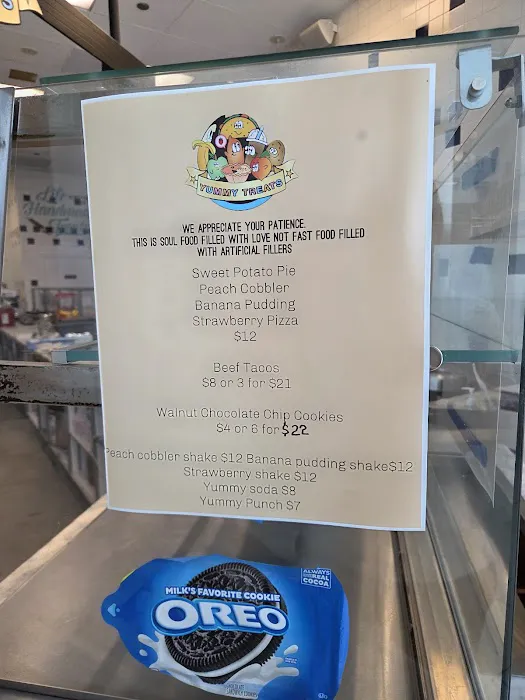 YUMMY TREATS
WE APPRECIATE YOUR PATIENCE.
THIS IS SOUL FOOD FILLED WITH LOVE NOT FAST FOOD FILLED
WITH ARTIFICIAL FILLERS
Sweet Potato Pie
Peach Cobbler
Banana Pudding
Strawberry Pizza
$12
Beef Tacos
$8 or 3 for $21
Walnut Chocolate Chip Cookies
$4 or 6 for $22
Peach cobbler shake $12 Banana pudding shake$12
Strawberry shake $12
Yummy soda $8
Yummy Punch $7
ALWAYS
REAL
COCOA
MILK'S FAVORITE COOKIE
OREO